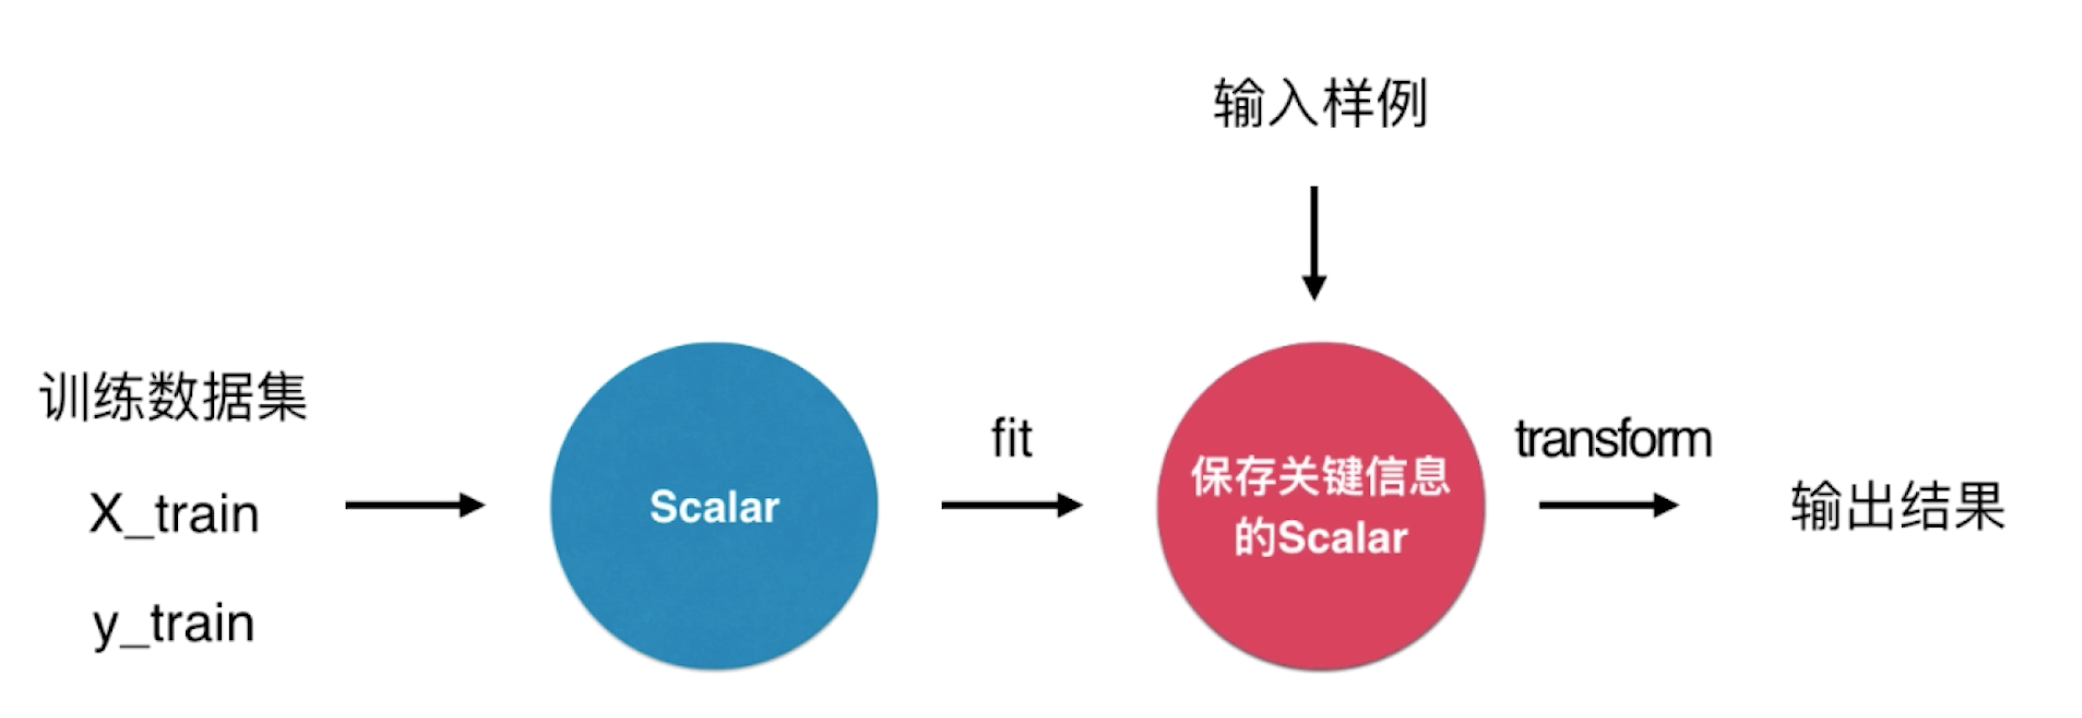 输入样例
训练数据集
X_train
y_train
Scalar
fit
保存关键信息
的Scalar
transform
输出结果